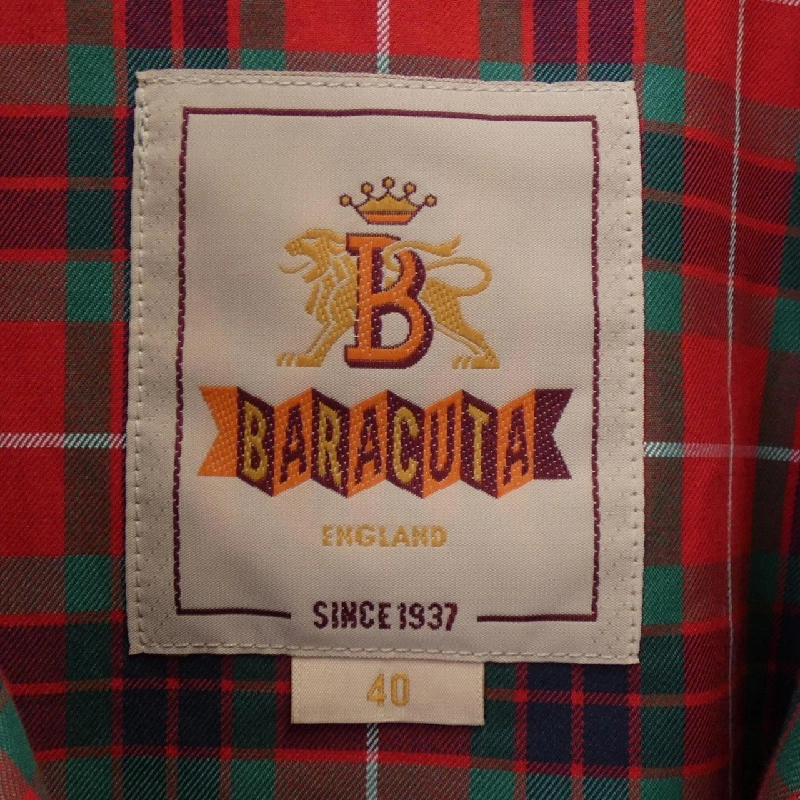 B
BARACUTA
ENGLAND
SINCE 1937
40